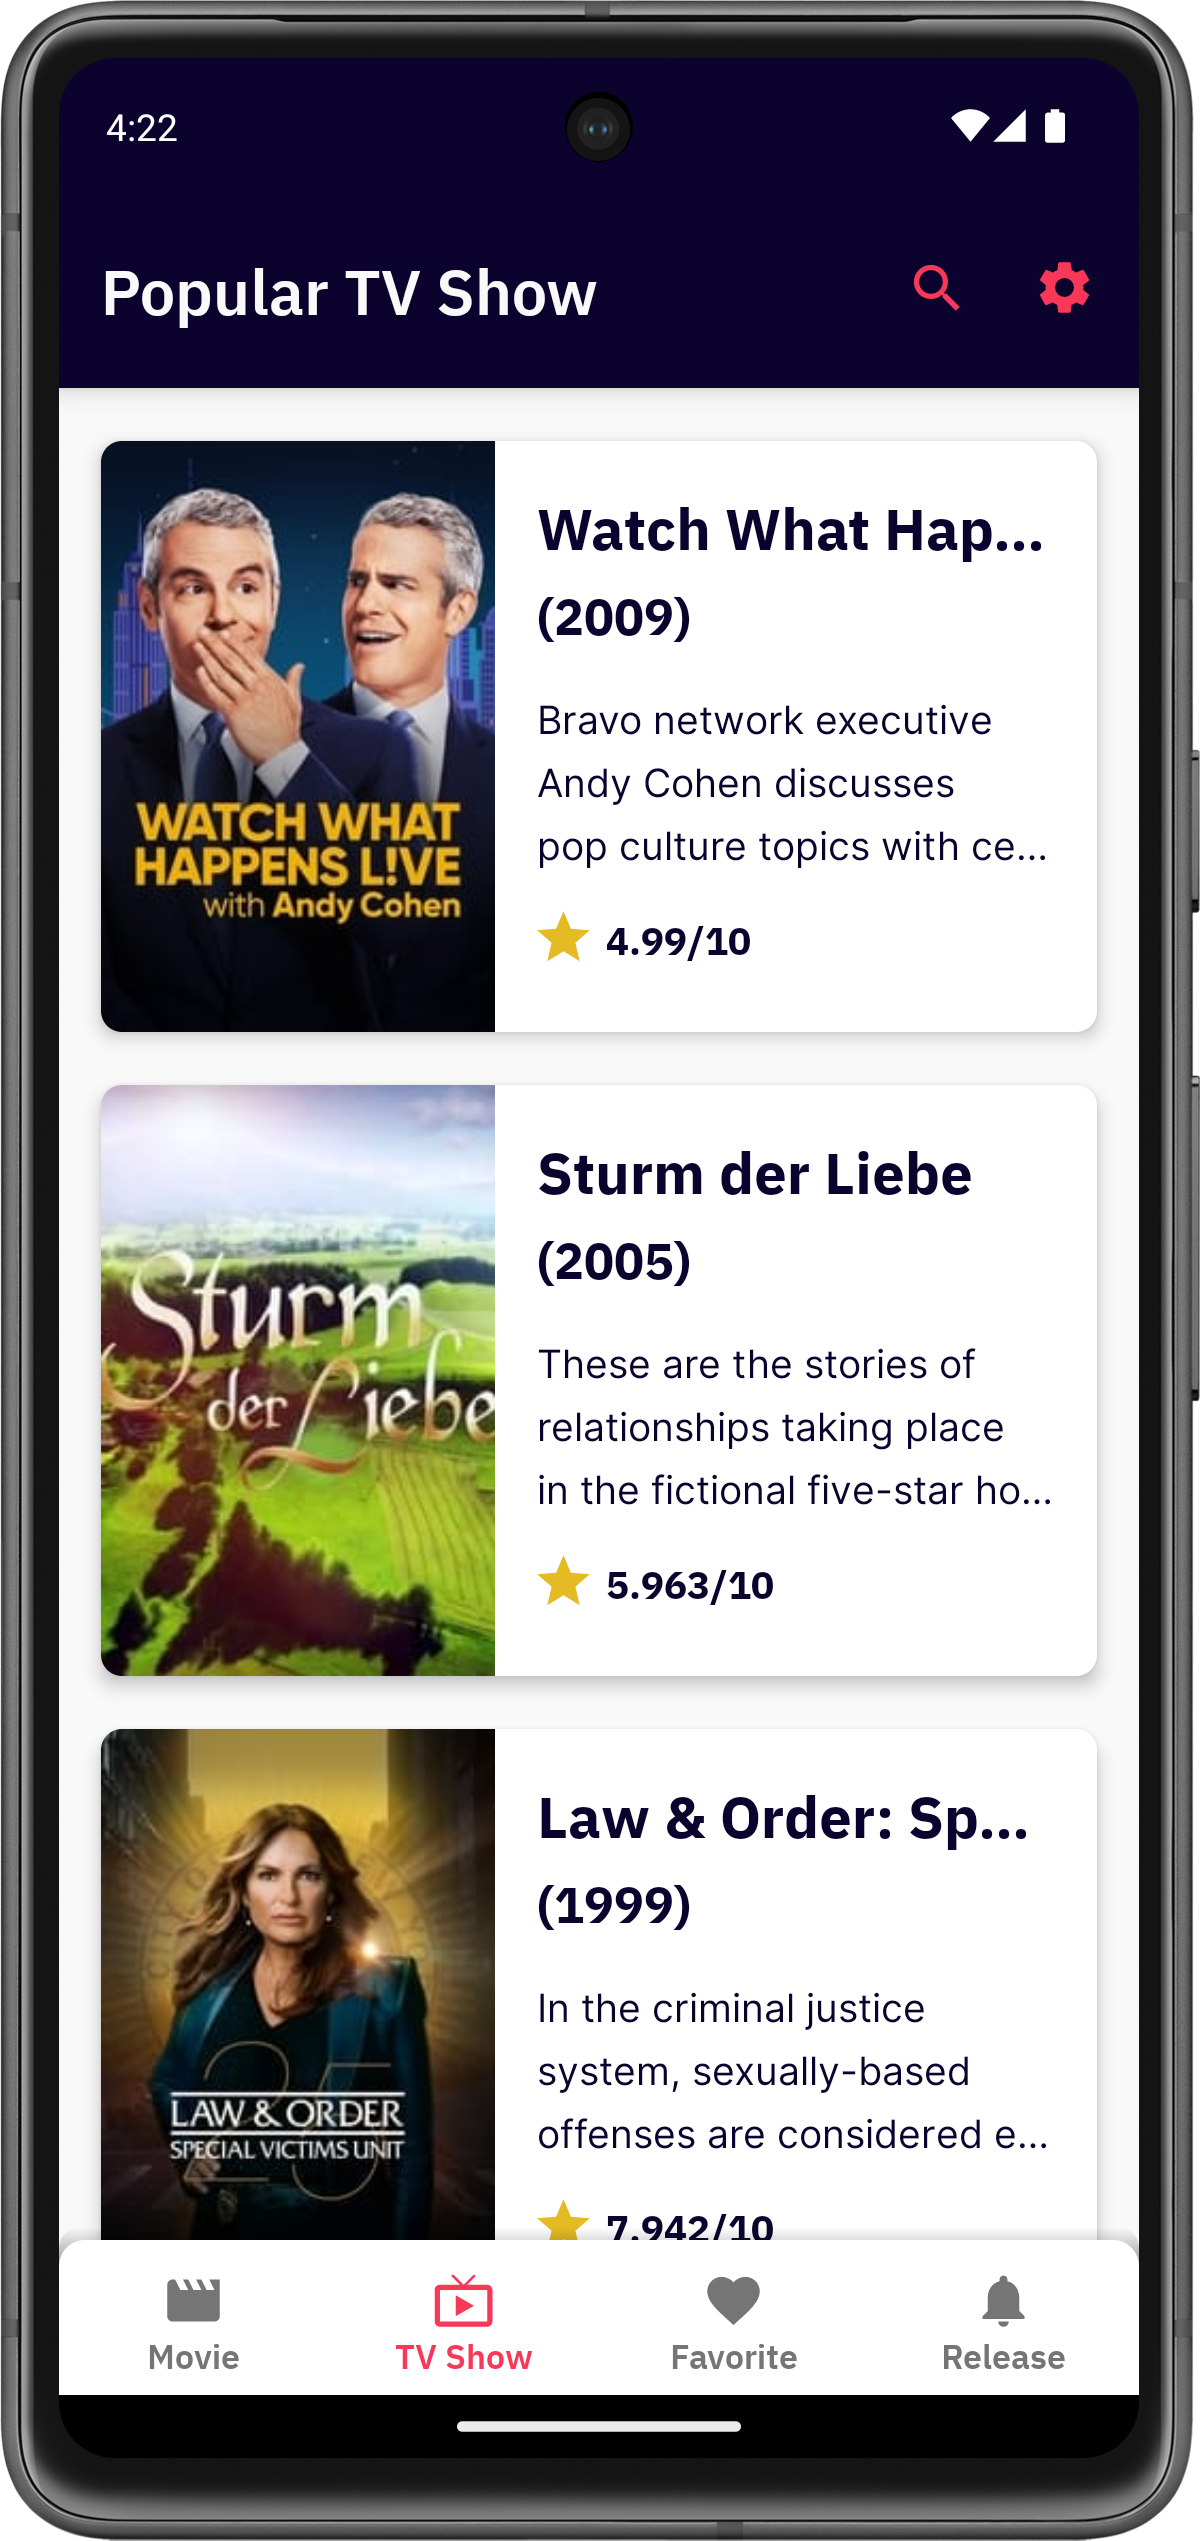 4:22
Popular TV Show
WATCH WHAT
HAPPENS L!VE
with Andy Cohen
Watch What Hap...
(2009)
Bravo network executive
Andy Cohen discusses
pop culture topics with ce...
4.99/10
Sturm
der Liebe
Sturm der Liebe
(2005)
These are the stories of
relationships taking place
in the fictional five-star ho...
5.963/10
25
LAW & ORDER
SPECIAL VICTIMS UNIT
Law & Order: Sp...
(1999)
In the criminal justice
system, sexually-based
offenses are considered e...
7.942/10
Movie
TV Show
Favorite
Release